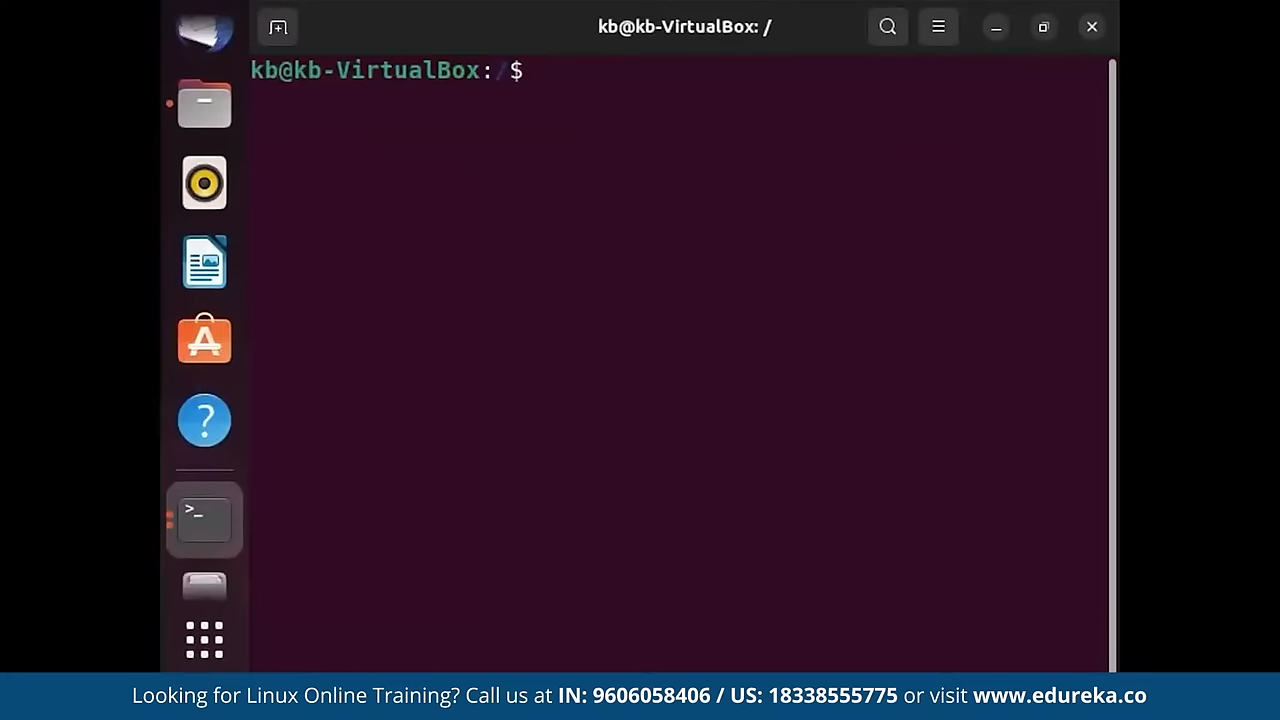 kb@kb-VirtualBox: /
kb@kb-VirtualBox:/$
>_
Looking for Linux Online Training? Call us at IN: 9606058406 / US: 18338555775 or visit www.edureka.co